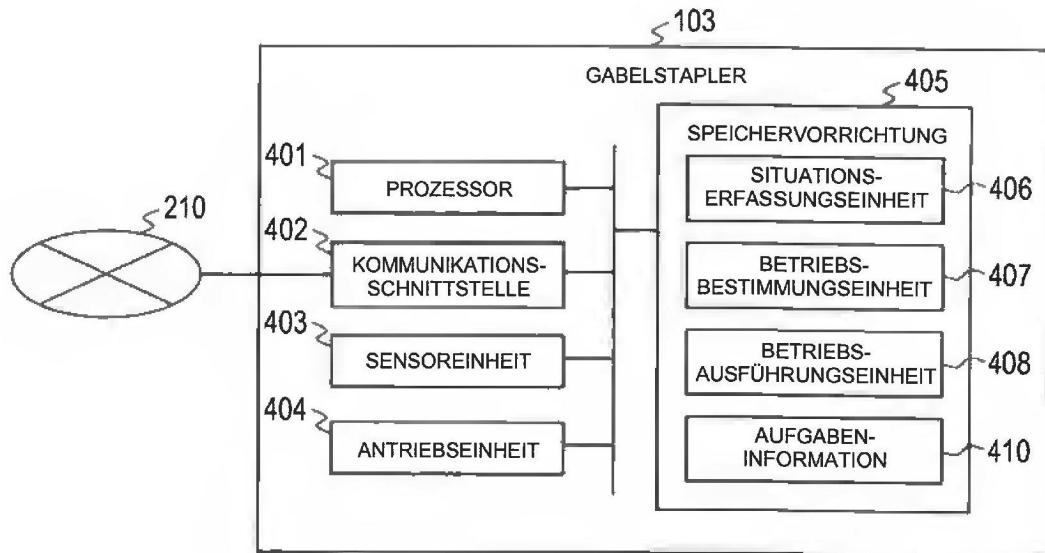 103
GABELSTAPLER
405
SPEICHERVORRICHTUNG
401
PROZESSOR
SITUATIONS-
ERFASSUNGSEINHEIT
406
210
402
KOMMUNIKATIONS-
SCHNITTSTELLE
BETRIEBS-
BESTIMMUNGSEINHEIT
407
403
SENSOREINHEIT
BETRIEBS-
AUSFÜHRUNGSEINHEIT
408
404
ANTRIEBSEINHEIT
AUFGABEN-
INFORMATION
410